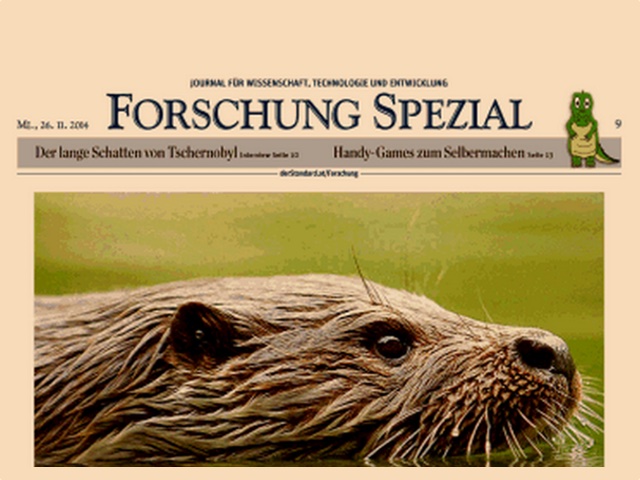 JOURNAL FÜR WISSENSCHAFT, TECHNOLOGIE UND ENTWICKLUNG
MI., 26. 11. 2014 FORSCHUNG SPEZIAL 9
Der lange Schatten von Tschernobyl Interview Seite 10 Handy-Games zum Selbermachen Seite 13
derStandard.at/Forschung